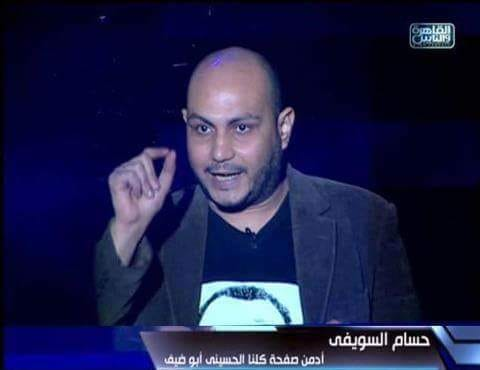 القاهرة
والناس
حسام السويفى
أدمن صفحة كلنا الحسينى أبو ضيف